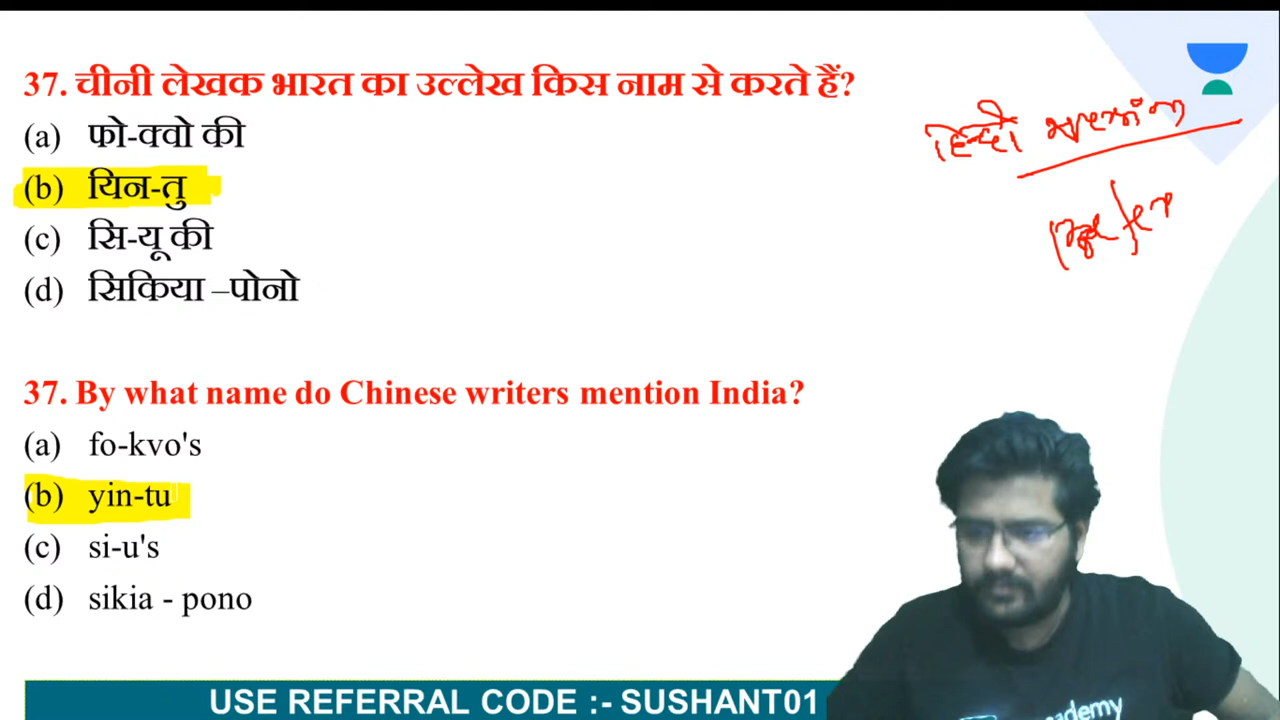 37. चीनी लेखक भारत का उल्लेख किस नाम से करते हैं?
(a) फो-क्वो की
(b) यिन-तु
(c) सि-यू की
(d) सिकिया –पोनो
हिन्दी
37. By what name do Chinese writers mention India?
(a) fo-kvo's
(b) yin-tu
(c) si-u's
(d) sikia - pono
USE REFERRAL CODE :- SUSHANT01